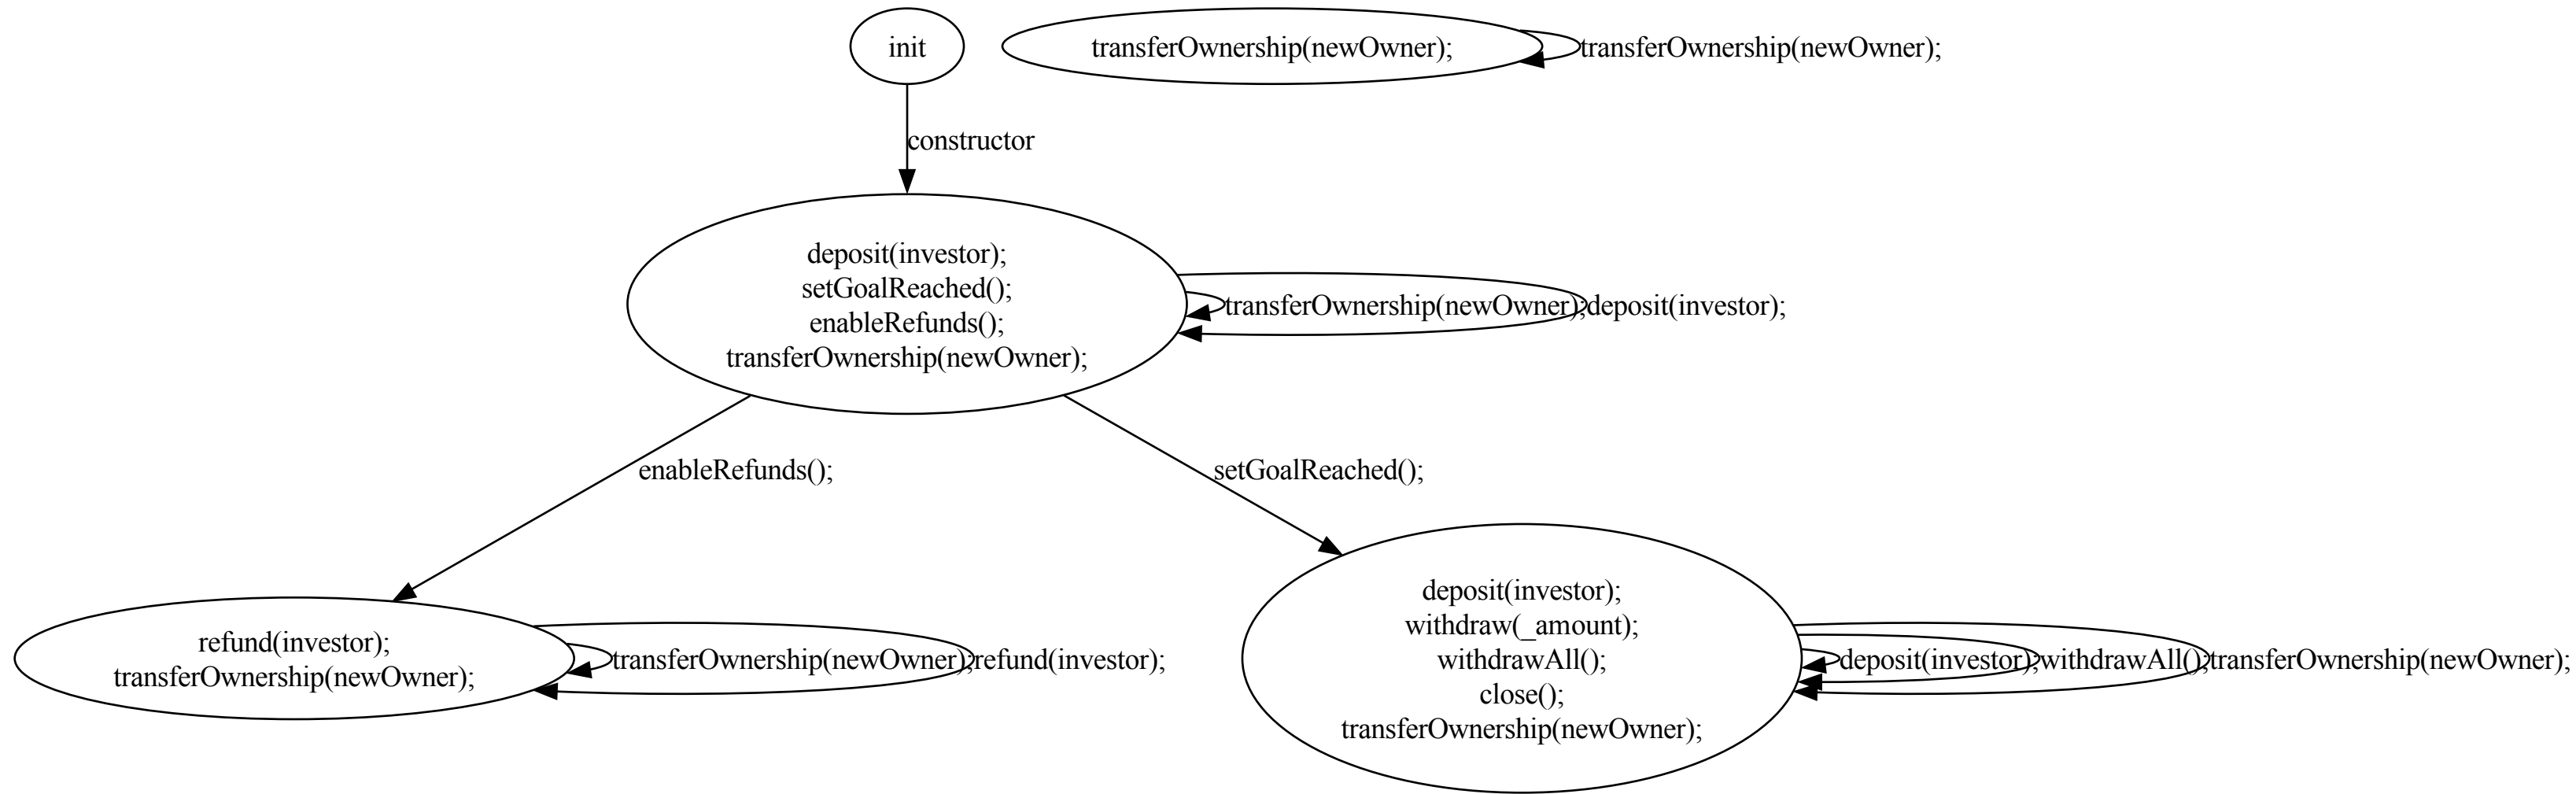 init
transferOwnership(newOwner);
transferOwnership(newOwner);
constructor
deposit(investor);
setGoalReached();
enableRefunds();
transferOwnership(newOwner);
transferOwnership(newOwner);
deposit(investor);
enableRefunds();
setGoalReached();
refund(investor);
transferOwnership(newOwner);
transferOwnership(newOwner);
refund(investor);
deposit(investor);
withdraw(_amount);
withdrawAll();
close();
transferOwnership(newOwner);
deposit(investor);
withdrawAll();
transferOwnership(newOwner);